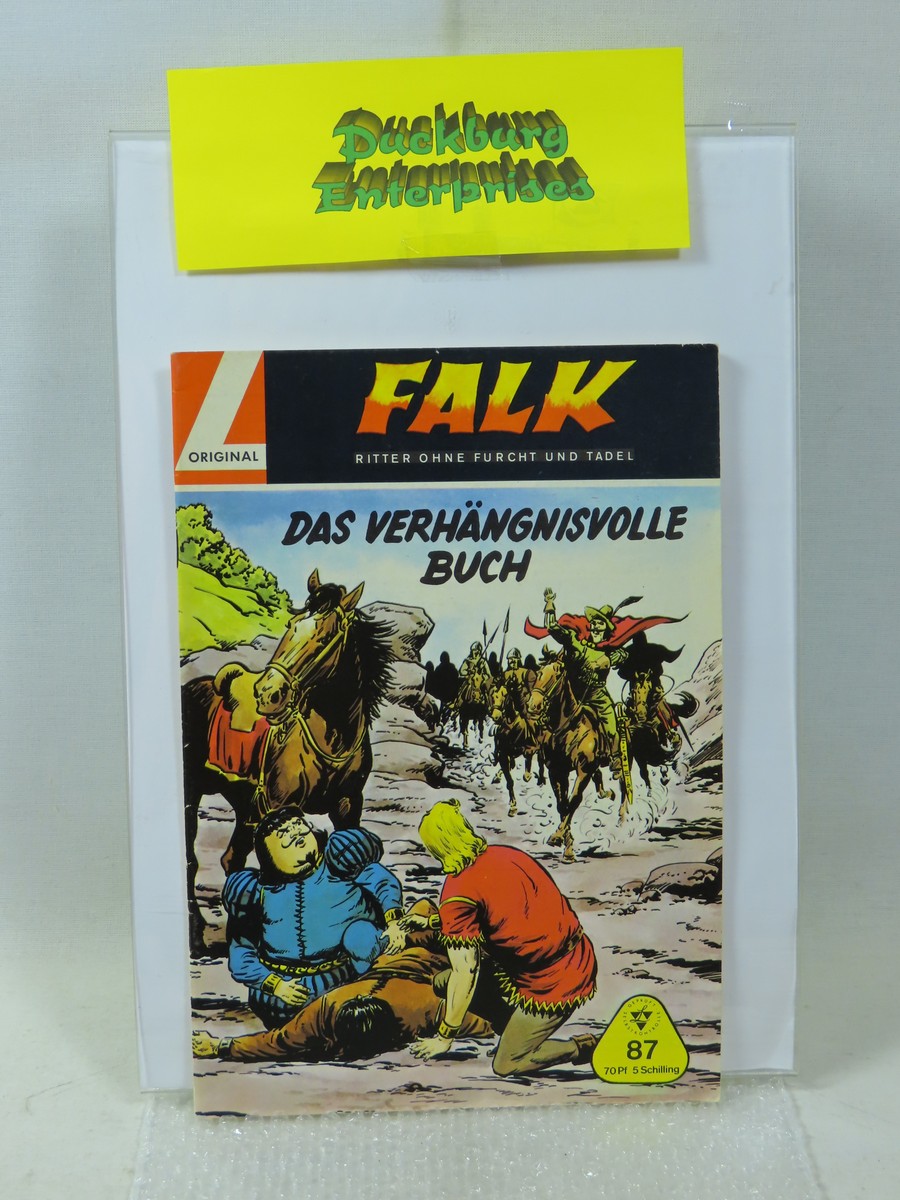 Duckburg
Enterprises
L
ORIGINAL
FALK
RITTER OHNE FURCHT UND TADEL
DAS VERHÄNGNISVOLLE
BUCH
87
70 Pf 5 Schilling